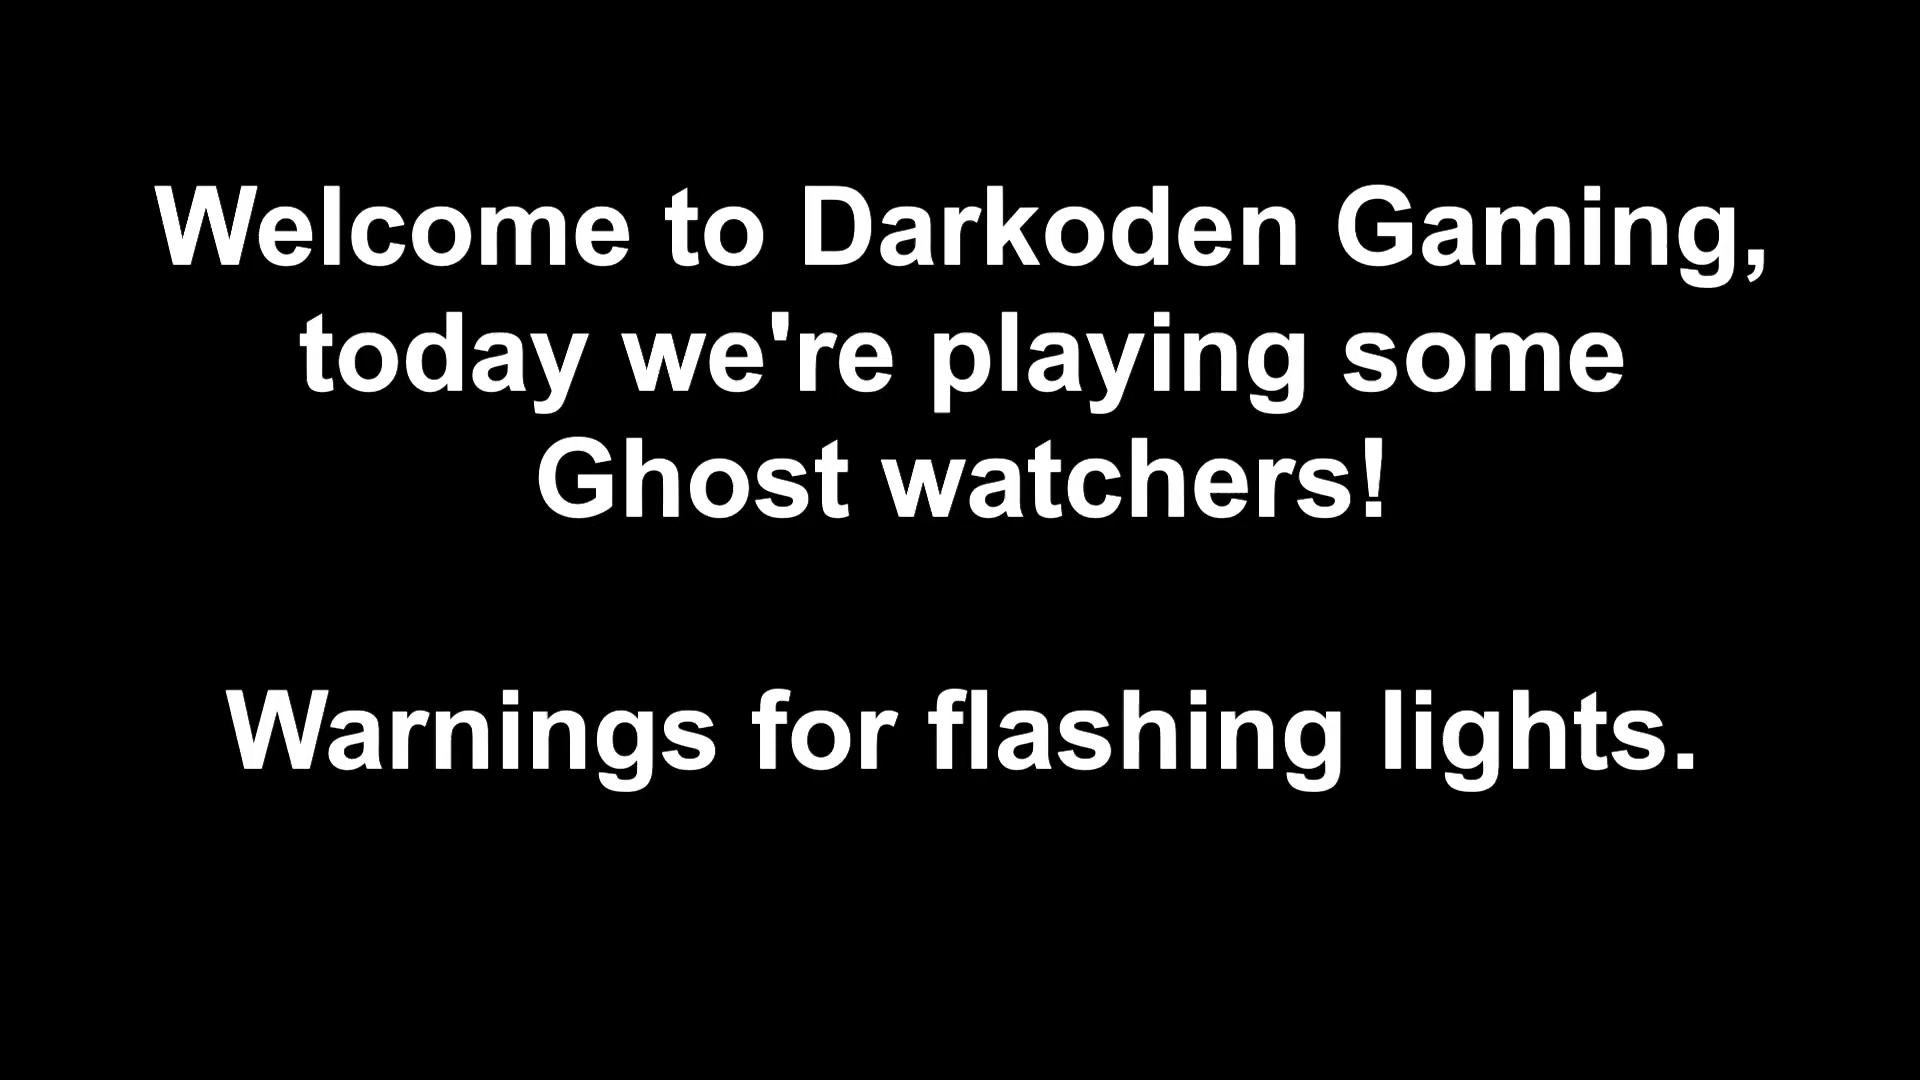 Welcome to Darkoden Gaming,
today we're playing some
Ghost watchers!
Warnings for flashing lights.